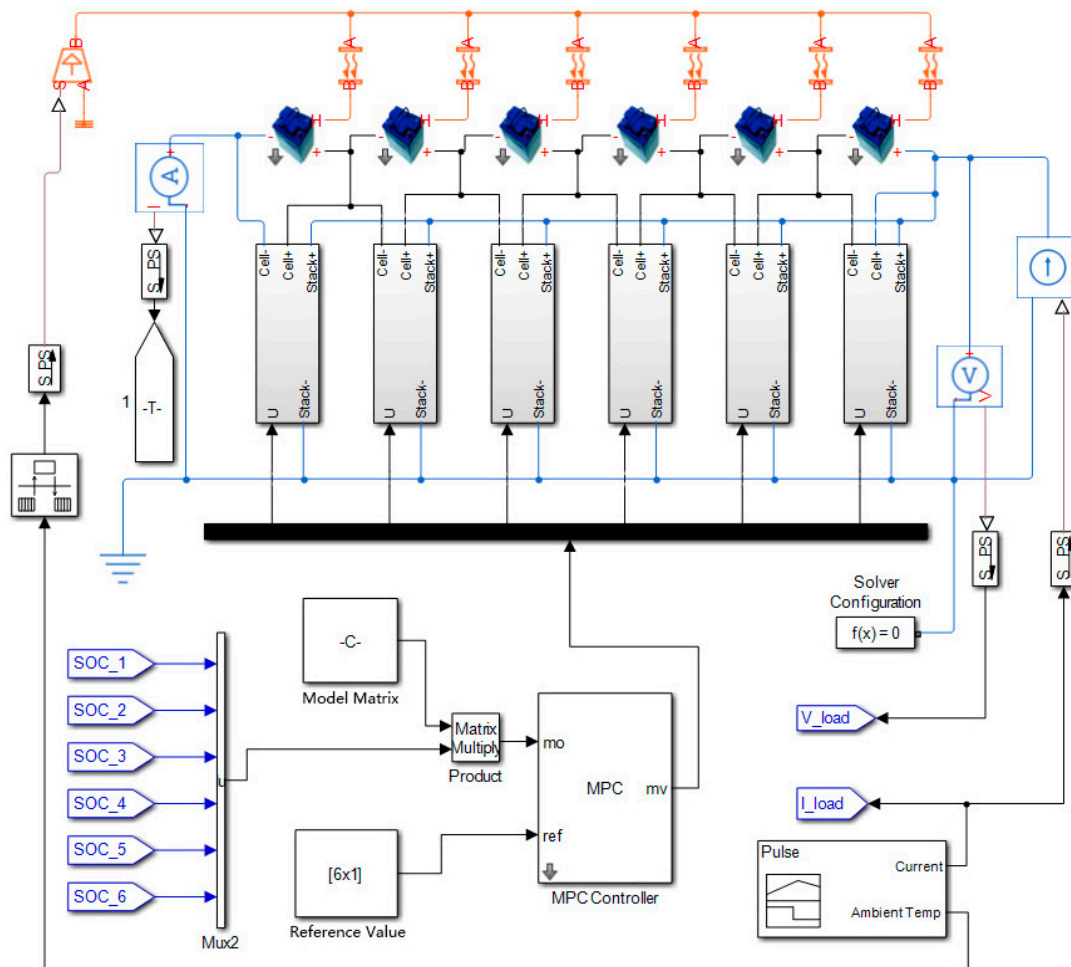 B
S
A
A
B
A
B
A
B
A
B
A
B
A
B
H
H
H
H
H
H
-
+
-
+
-
+
-
+
-
+
-
+
+
A
I
S PS
Cell-
Cell+
Stack+
U
Stack-
Cell-
Cell+
Stack+
U
Stack-
Cell-
Cell+
Stack+
U
Stack-
Cell-
Cell+
Stack+
U
Stack-
Cell-
Cell+
Stack+
U
Stack-
Cell-
Cell+
Stack+
U
Stack-
+
V
V
-
S PS
1
-T-
S PS
S PS
Solver
Configuration
f(x) = 0
-C-
Model Matrix
SOC_1
SOC_2
SOC_3
SOC_4
SOC_5
SOC_6
u
Mux2
Matrix
Multiply
Product
mo
MPC
mv
ref
MPC Controller
[6x1]
Reference Value
V_load
I_load
Pulse
Current
Ambient Temp